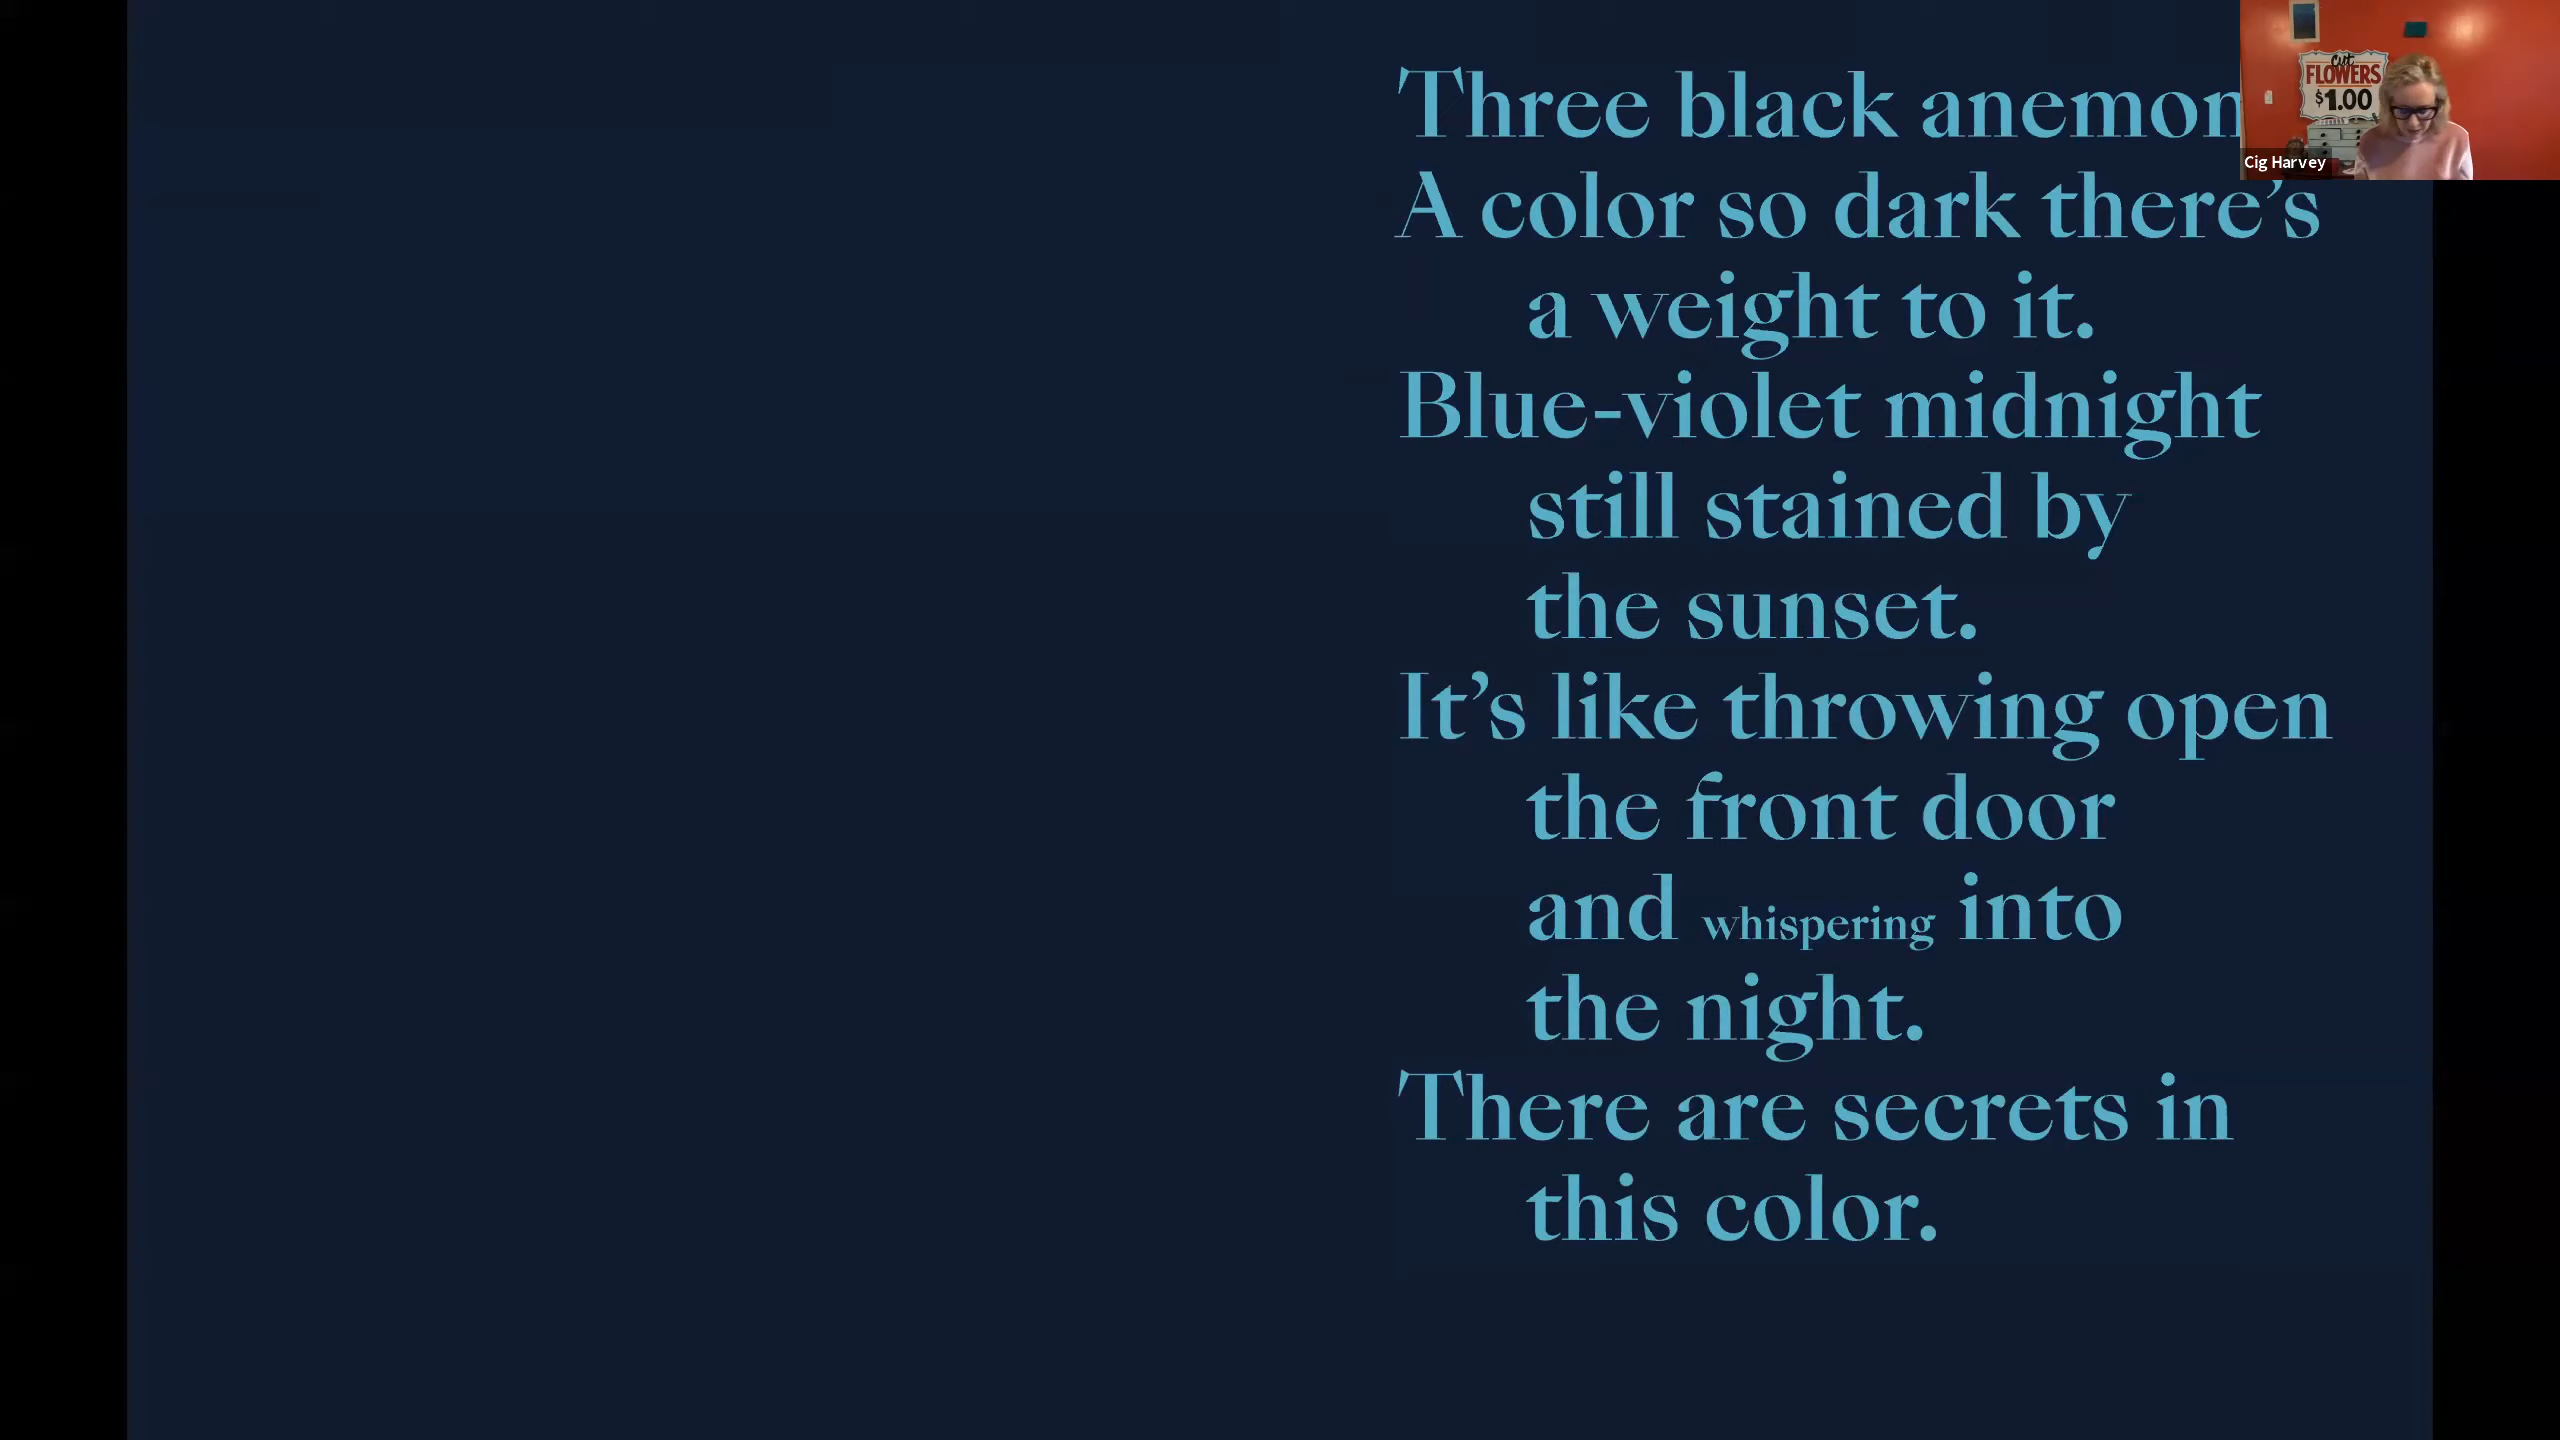 Three black anemon
A color so dark there's
a weight to it.
Blue-violet midnight
still stained by
the sunset.
It's like throwing open
the front door
and whispering into
the night.
There are secrets in
this color.
Cut
FLOWERS
$1.00
Cig Harvey